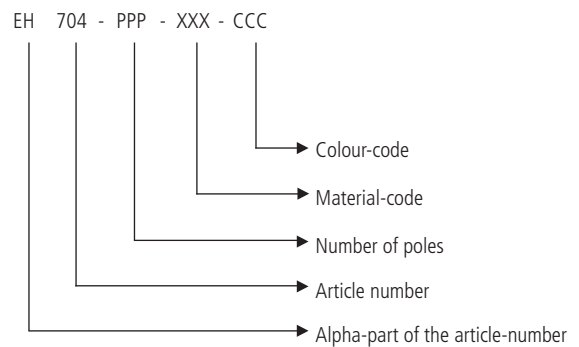 EH 704 - PPP - XXX - CCC
Colour-code
Material-code
Number of poles
Article number
Alpha-part of the article-number